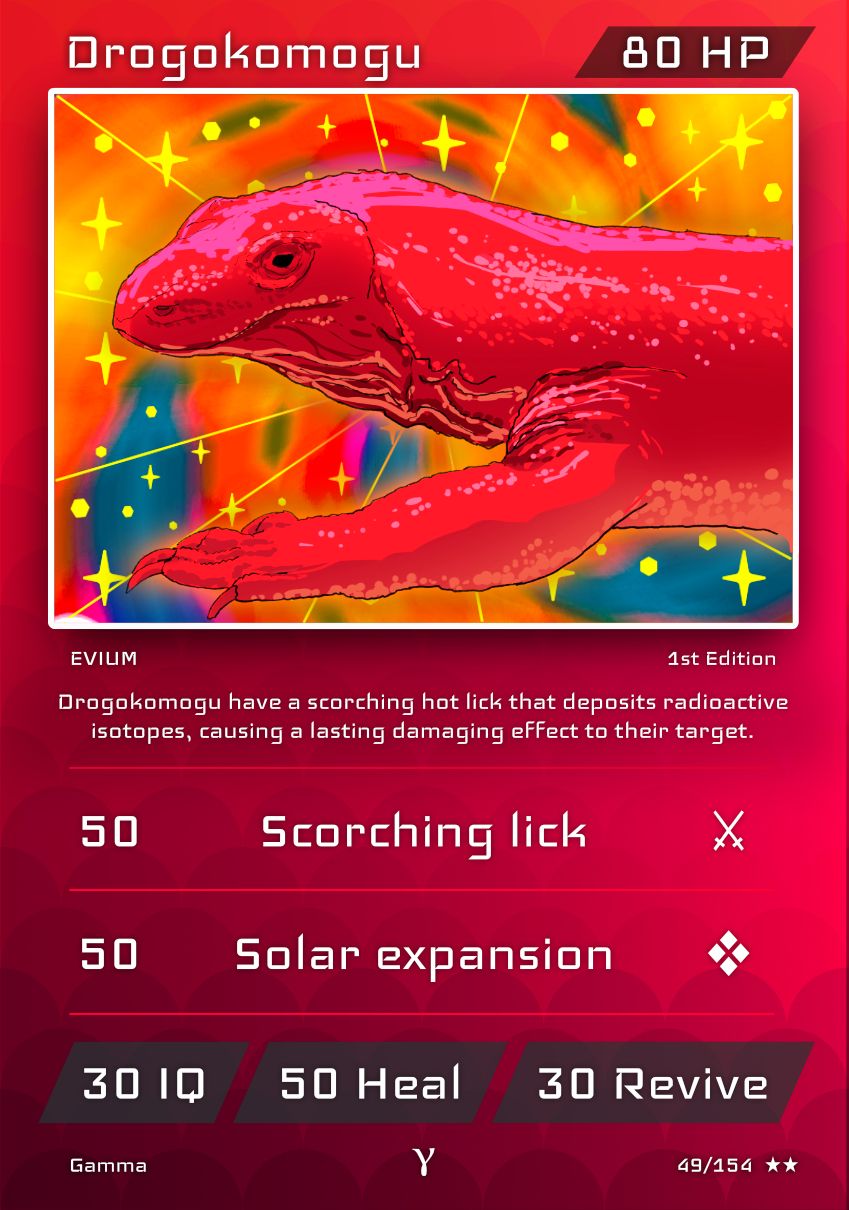 Drogokomogu
80 HP
EVIUM
1st Edition
Drogokomogu have a scorching hot lick that deposits radioactive
isotopes, causing a lasting damaging effect to their target.
50 Scorching lick
50 Solar expansion
30 IQ
50 Heal
30 Revive
Gamma
γ
49/154 ★★